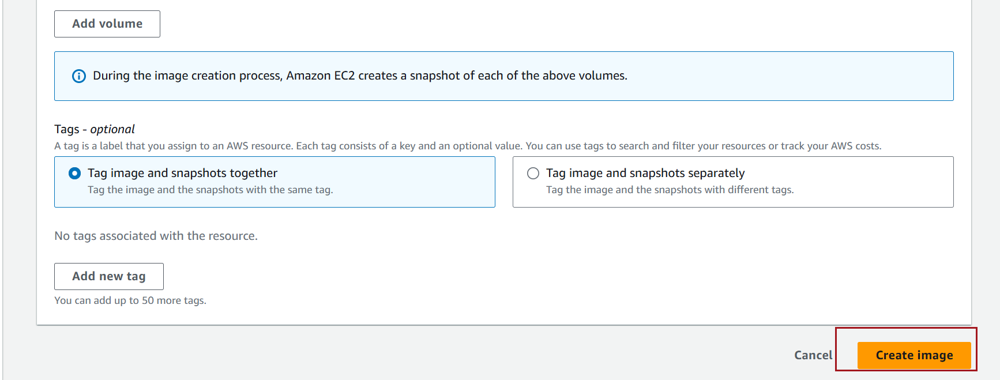 Add volume
During the image creation process, Amazon EC2 creates a snapshot of each of the above volumes.
Tags - optional
A tag is a label that you assign to an AWS resource. Each tag consists of a key and an optional value. You can use tags to search and filter your resources or track your AWS costs.
Tag image and snapshots together
Tag the image and the snapshots with the same tag.
Tag image and snapshots separately
Tag the image and the snapshots with different tags.
No tags associated with the resource.
Add new tag
You can add up to 50 more tags.
Cancel
Create image